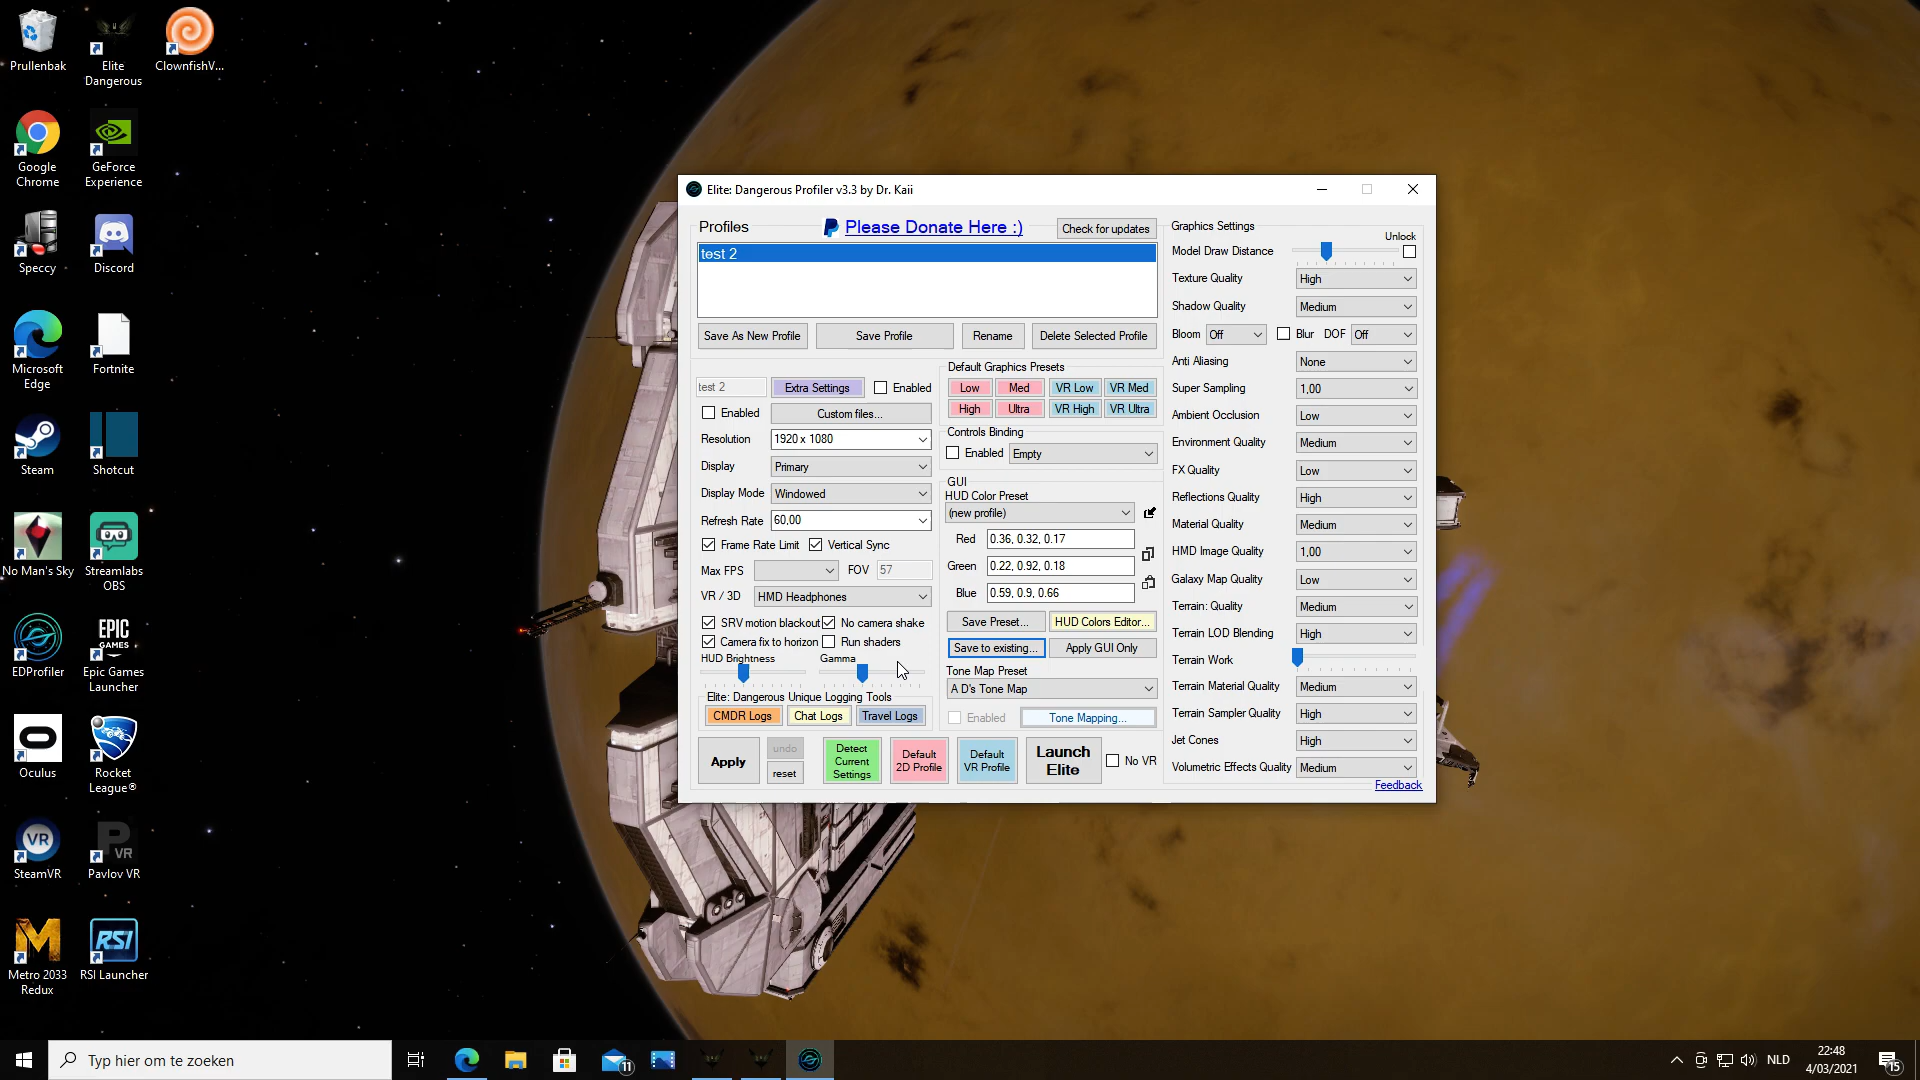 Prullenbak
Elite Dangerous
ClownfishV...
Google Chrome
GeForce Experience
Speccy
Discord
Microsoft Edge
Fortnite
Steam
Shotcut
No Man's Sky
Streamlabs OBS
EDProfiler
EPIC GAMES
Epic Games Launcher
Oculus
Rocket League®
VR
SteamVR
P VR
Pavlov VR
M
Metro 2033 Redux
RSI
RSI Launcher
Elite: Dangerous Profiler v3.3 by Dr. Kaii
Profiles
Please Donate Here :)
Check for updates
test 2
Save As New Profile
Save Profile
Rename
Delete Selected Profile
test 2
Extra Settings
Enabled
Enabled
Custom files...
Resolution 1920 x 1080
Display Primary
Display Mode Windowed
Refresh Rate 60,00
Frame Rate Limit
Vertical Sync
Max FPS
FOV 57
VR / 3D HMD Headphones
SRV motion blackout
No camera shake
Camera fix to horizon
Run shaders
HUD Brightness
Gamma
Elite: Dangerous Unique Logging Tools
CMDR Logs
Chat Logs
Travel Logs
Default Graphics Presets
Low
Med
VR Low
VR Med
High
Ultra
VR High
VR Ultra
Controls Binding
Enabled
Empty
GUI
HUD Color Preset
(new profile)
Red 0.36, 0.32, 0.17
Green 0.22, 0.92, 0.18
Blue 0.59, 0.9, 0.66
Save Preset...
HUD Colors Editor...
Save to existing...
Apply GUI Only
Tone Map Preset
A D's Tone Map
Enabled
Tone Mapping...
Apply
undo
reset
Detect Current Settings
Default 2D Profile
Default VR Profile
Launch Elite
No VR
Graphics Settings
Unlock
Model Draw Distance
Texture Quality High
Shadow Quality Medium
Bloom Off
Blur
DOF Off
Anti Aliasing None
Super Sampling 1,00
Ambient Occlusion Low
Environment Quality Medium
FX Quality Low
Reflections Quality High
Material Quality Medium
HMD Image Quality 1,00
Galaxy Map Quality Low
Terrain: Quality Medium
Terrain LOD Blending High
Terrain Work
Terrain Material Quality Medium
Terrain Sampler Quality High
Jet Cones High
Volumetric Effects Quality Medium
Feedback
Typ hier om te zoeken
11
NLD
22:48
4/03/2021
15